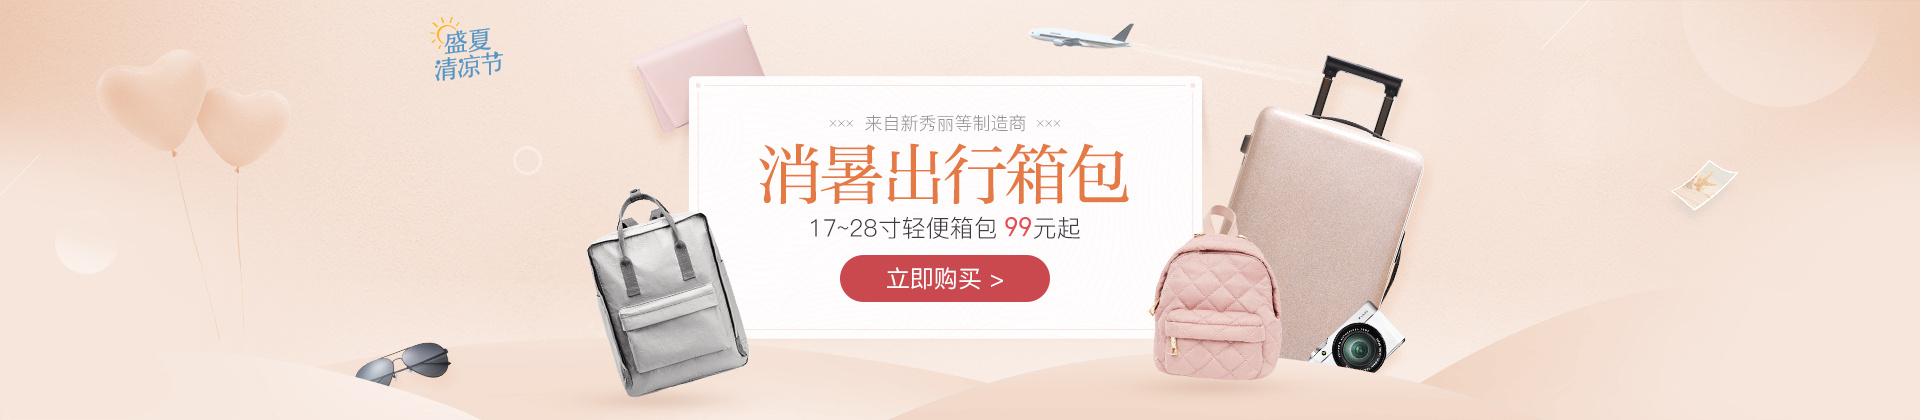 盛夏
清凉节
××× 来自新秀丽等制造商 ×××
消暑出行箱包
17~28寸轻便箱包 99元起
立即购买 >